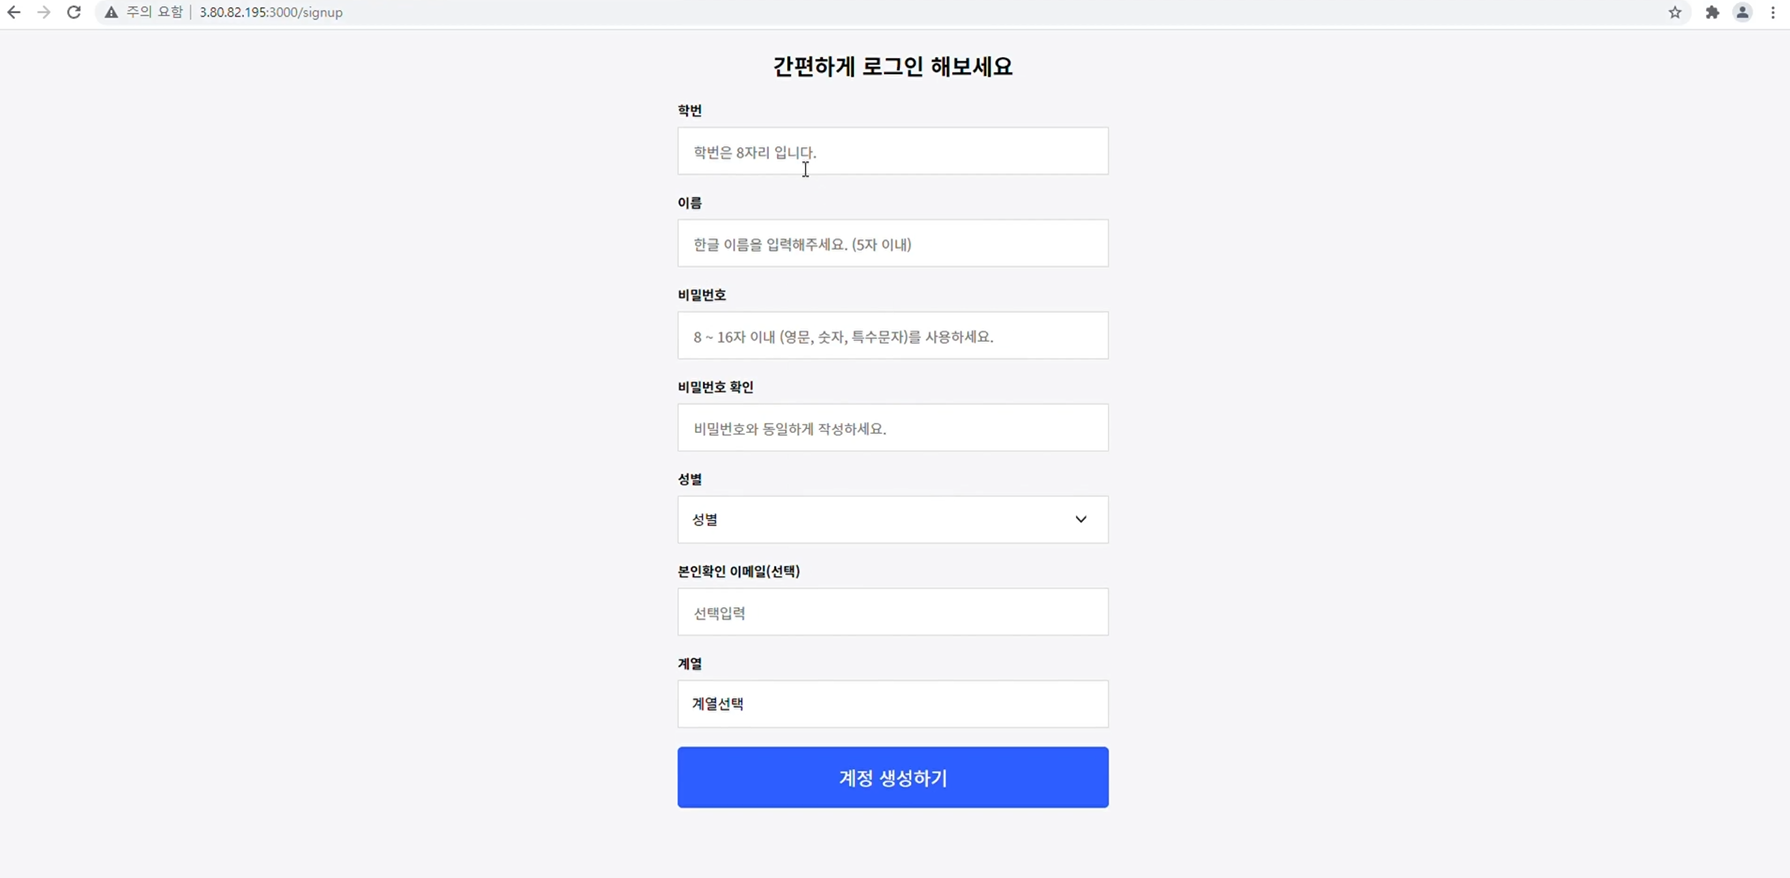 주의 요함 | 3.80.82.195:3000/signup
간편하게 로그인 해보세요
학번
학번은 8자리 입니다.
이름
한글 이름을 입력해주세요. (5자 이내)
비밀번호
8 ~ 16자 이내 (영문, 숫자, 특수문자)를 사용하세요.
비밀번호 확인
비밀번호와 동일하게 작성하세요.
성별
성별
본인확인 이메일(선택)
선택입력
계열
계열선택
계정 생성하기